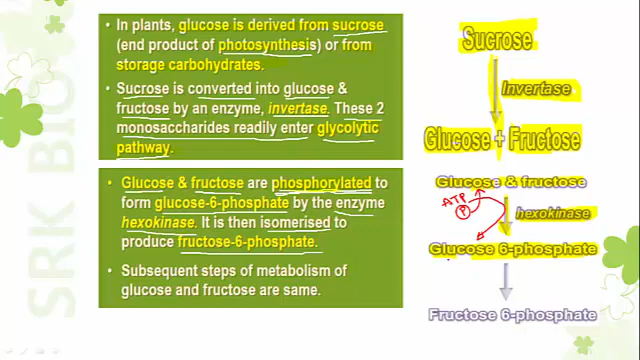 In plants, glucose is derived from sucrose
(end product of photosynthesis) or from
storage carbohydrates.
Sucrose is converted into glucose &
fructose by an enzyme, invertase. These 2
monosaccharides readily enter glycolytic
pathway.
Glucose & fructose are phosphorylated to
form glucose-6-phosphate by the enzyme
hexokinase. It is then isomerised to
produce fructose-6-phosphate.
Subsequent steps of metabolism of
glucose and fructose are same.
Sucrose
Invertase
Glucose + Fructose
Glucose & fructose
ATP
P
hexokinase
Glucose 6-phosphate
Fructose 6-phosphate
SRK BIO